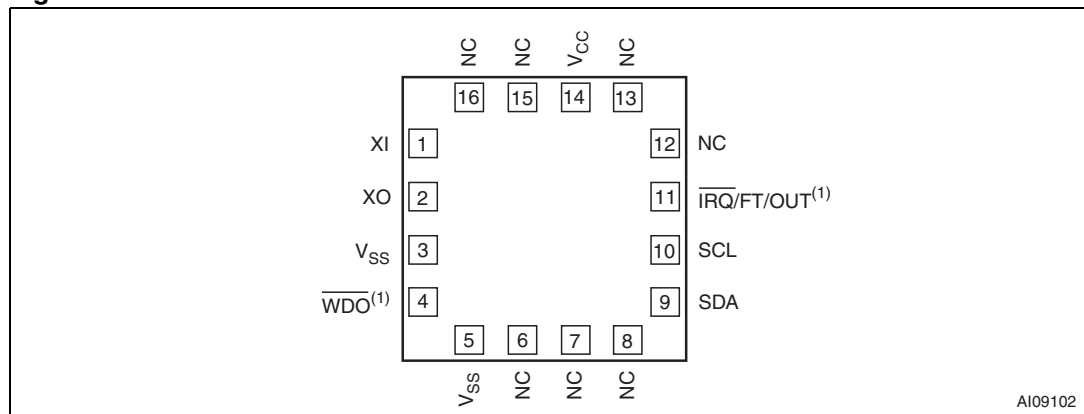 NC NC VCC NC
16 15 14 13
XI 1 12 NC
XO 2 11 IRQ/FT/OUT(1)
VSS 3 10 SCL
WDO(1) 4 9 SDA
5 6 7 8
VSS NC NC NC
AI09102